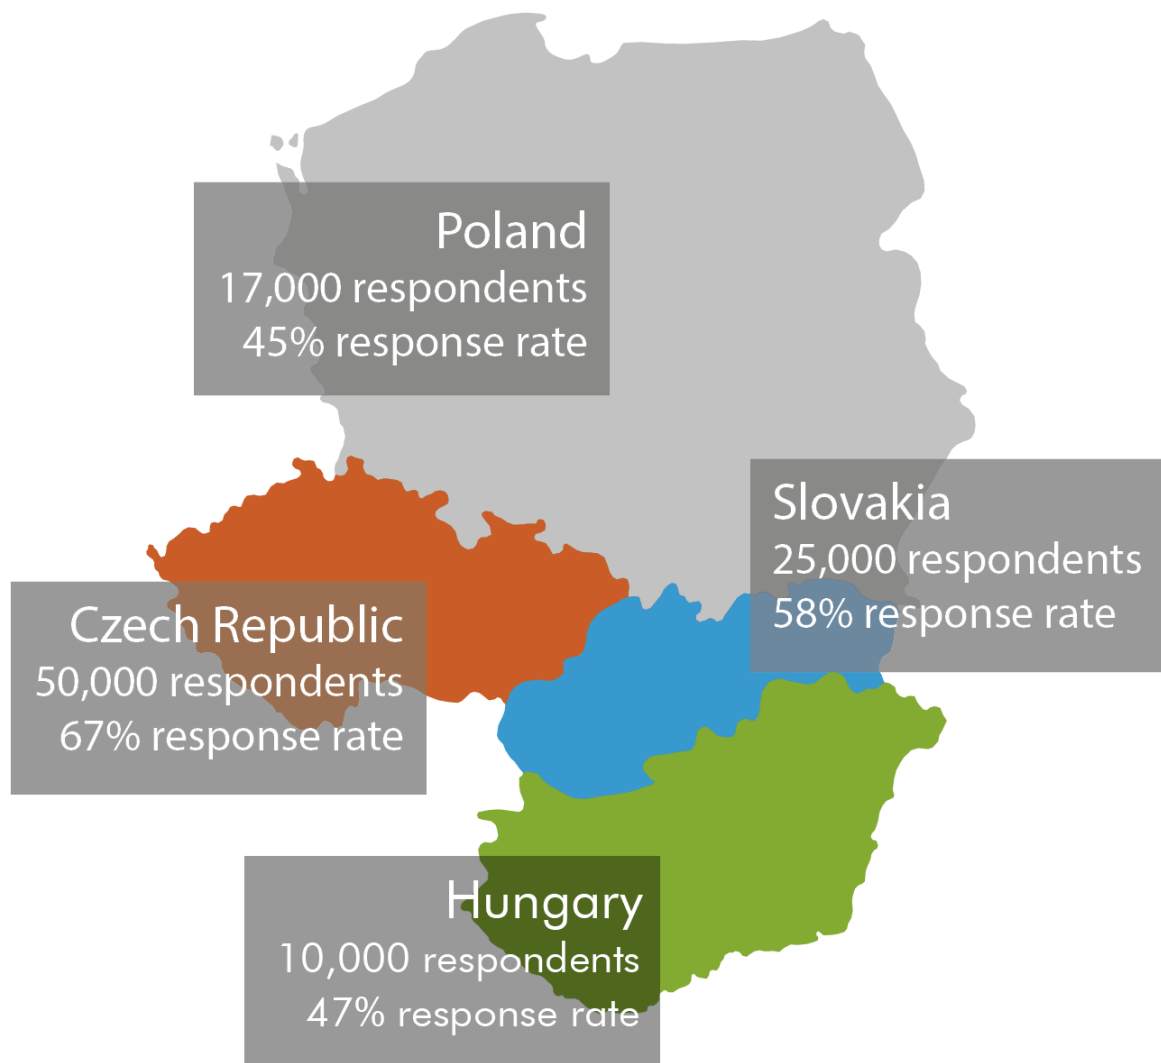 Poland
17,000 respondents
45% response rate
Slovakia
25,000 respondents
58% response rate
Czech Republic
50,000 respondents
67% response rate
Hungary
10,000 respondents
47% response rate